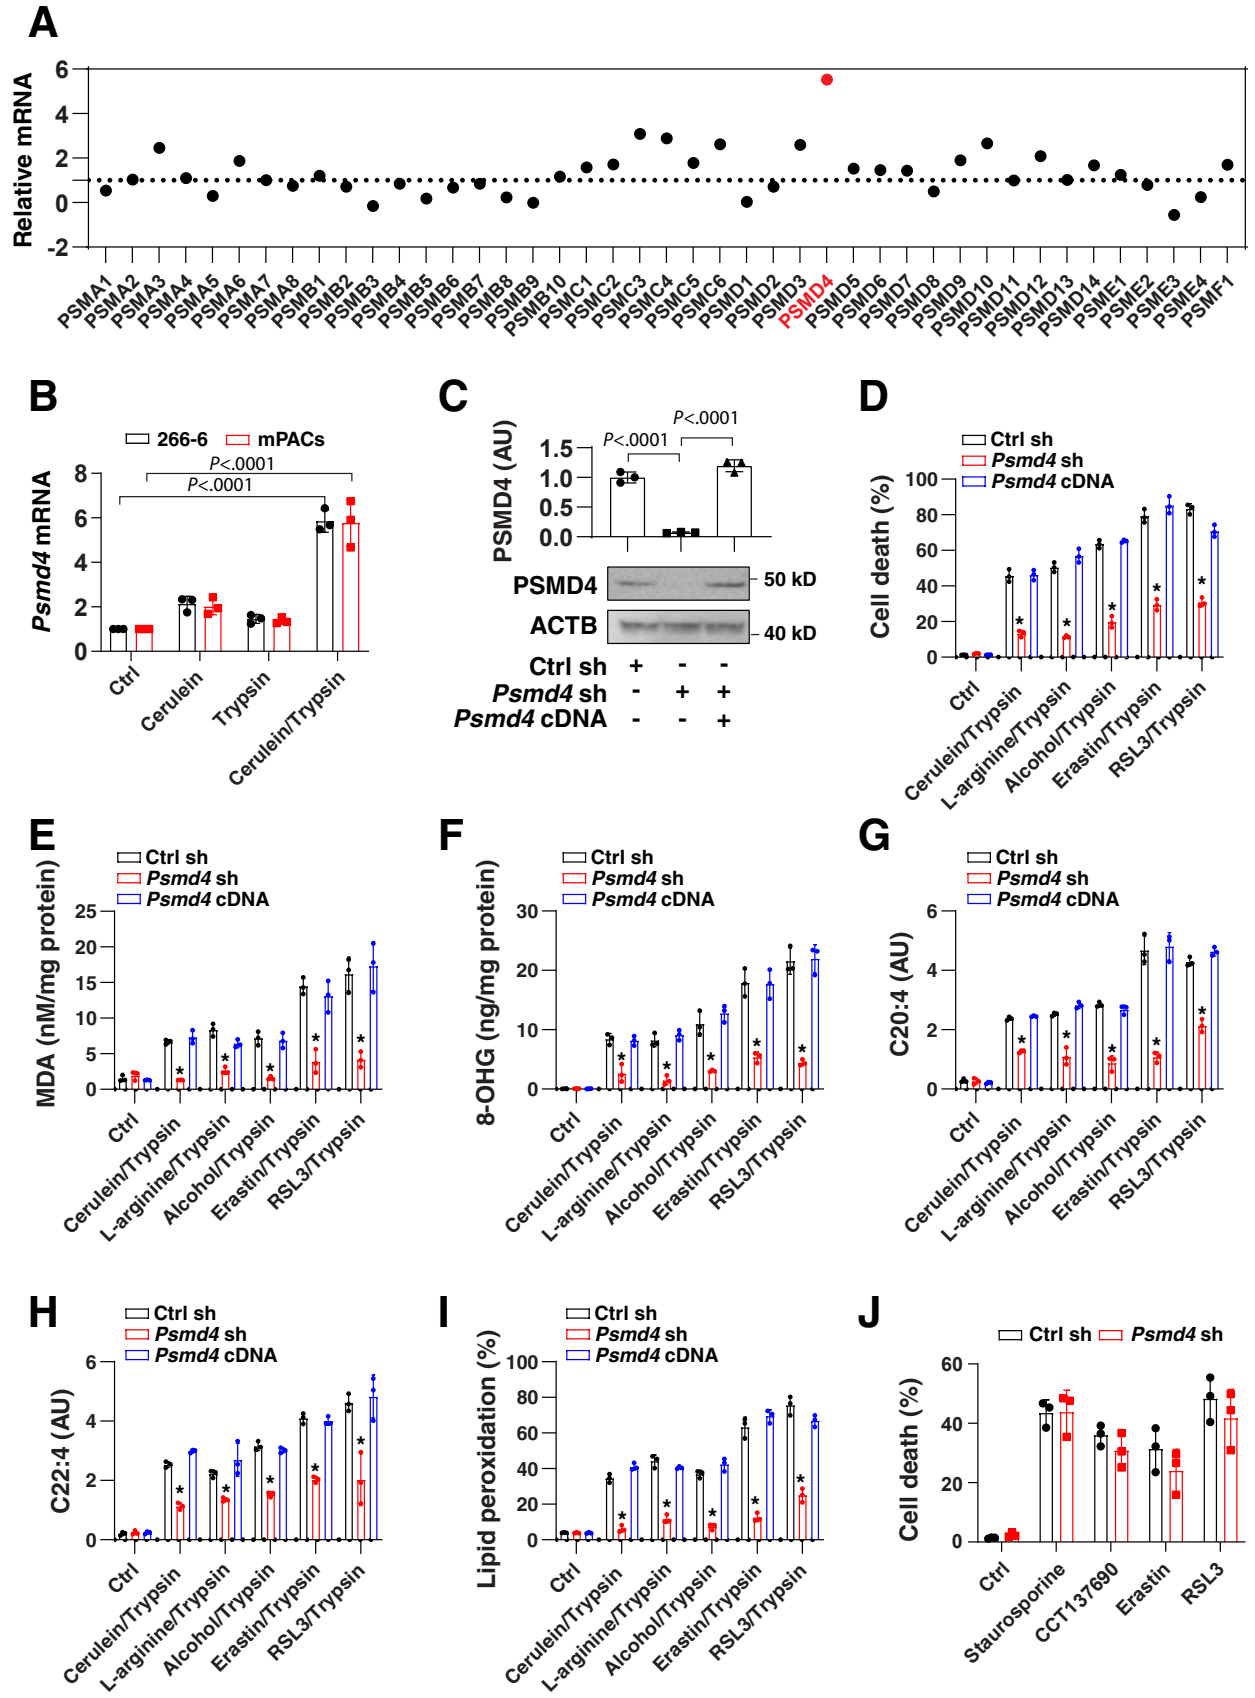 A
Relative mRNA
6
4
2
0
-2
PSMA1
PSMA2
PSMA3
PSMA4
PSMA5
PSMA6
PSMA7
PSMA8
PSMB1
PSMB2
PSMB3
PSMB4
PSMB5
PSMB6
PSMB7
PSMB8
PSMB9
PSMB10
PSMC1
PSMC2
PSMC3
PSMC4
PSMC5
PSMC6
PSMD1
PSMD2
PSMD3
PSMD4
PSMD5
PSMD6
PSMD7
PSMD8
PSMD9
PSMD10
PSMD11
PSMD12
PSMD13
PSMD14
PSME1
PSME2
PSME3
PSME4
PSMF1
B
266-6 mPACs
P<.0001
P<.0001
Psmd4 mRNA
8
6
4
2
0
Ctrl
Cerulein
Trypsin
Cerulein/Trypsin
C
P<.0001
P<.0001
PSMD4 (AU)
1.5
1.0
0.5
0.0
PSMD4
50 kD
ACTB
40 kD
Ctrl sh + - -
Psmd4 sh - + +
Psmd4 cDNA - - +
D
Ctrl sh
Psmd4 sh
Psmd4 cDNA
Cell death (%)
100
80
60
40
20
0
* * * * *
Ctrl
Cerulein/Trypsin
L-arginine/Trypsin
Alcohol/Trypsin
Erastin/Trypsin
RSL3/Trypsin
E
Ctrl sh
Psmd4 sh
Psmd4 cDNA
MDA (nM/mg protein)
25
20
15
10
5
0
* * * * *
Ctrl
Cerulein/Trypsin
L-arginine/Trypsin
Alcohol/Trypsin
Erastin/Trypsin
RSL3/Trypsin
F
Ctrl sh
Psmd4 sh
Psmd4 cDNA
8-OHG (ng/mg protein)
30
20
10
0
* * * * *
Ctrl
Cerulein/Trypsin
L-arginine/Trypsin
Alcohol/Trypsin
Erastin/Trypsin
RSL3/Trypsin
G
Ctrl sh
Psmd4 sh
Psmd4 cDNA
C20:4 (AU)
6
4
2
0
* * * * *
Ctrl
Cerulein/Trypsin
L-arginine/Trypsin
Alcohol/Trypsin
Erastin/Trypsin
RSL3/Trypsin
H
Ctrl sh
Psmd4 sh
Psmd4 cDNA
C22:4 (AU)
6
4
2
0
* * * * *
Ctrl
Cerulein/Trypsin
L-arginine/Trypsin
Alcohol/Trypsin
Erastin/Trypsin
RSL3/Trypsin
I
Ctrl sh
Psmd4 sh
Psmd4 cDNA
Lipid peroxidation (%)
100
80
60
40
20
0
* * * * *
Ctrl
Cerulein/Trypsin
L-arginine/Trypsin
Alcohol/Trypsin
Erastin/Trypsin
RSL3/Trypsin
J
Ctrl sh Psmd4 sh
Cell death (%)
60
40
20
0
Ctrl
Staurosporine
CCT137690
Erastin
RSL3